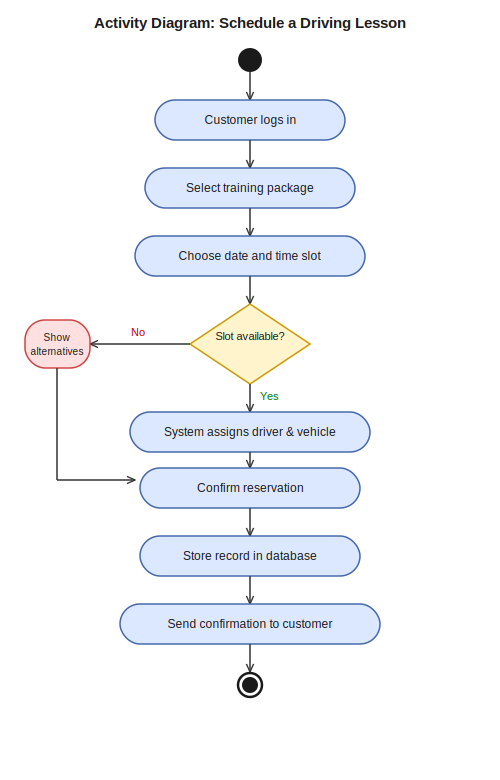 Activity Diagram: Schedule a Driving Lesson
Customer logs in
Select training package
Choose date and time slot
Slot available?
No
Show
alternatives
Yes
System assigns driver & vehicle
Confirm reservation
Store record in database
Send confirmation to customer